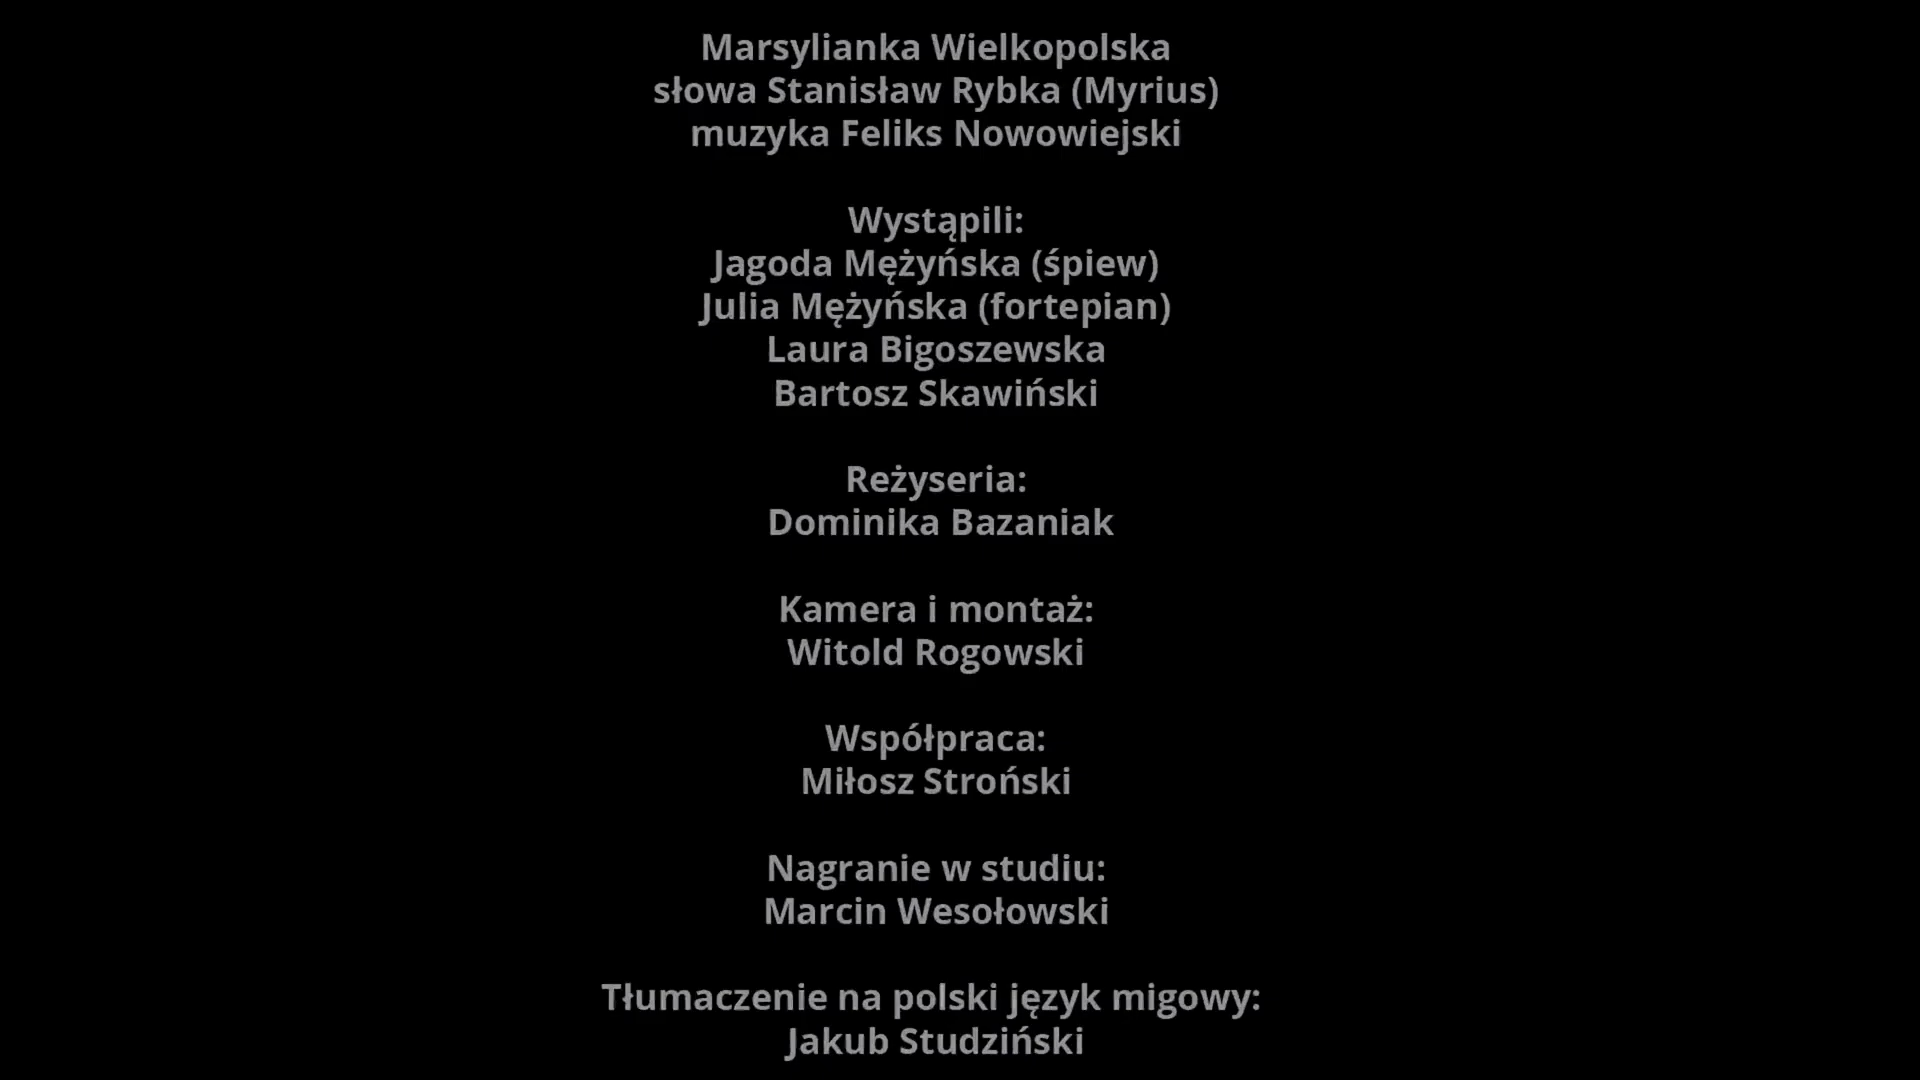 Marsylianka Wielkopolska
słowa Stanisław Rybka (Myrius)
muzyka Feliks Nowowiejski
Wystąpili:
Jagoda Mężyńska (śpiew)
Julia Mężyńska (fortepian)
Laura Bigoszewska
Bartosz Skawiński
Reżyseria:
Dominika Bazaniak
Kamera i montaż:
Witold Rogowski
Współpraca:
Miłosz Stroński
Nagranie w studiu:
Marcin Wesołowski
Tłumaczenie na polski język migowy:
Jakub Studziński